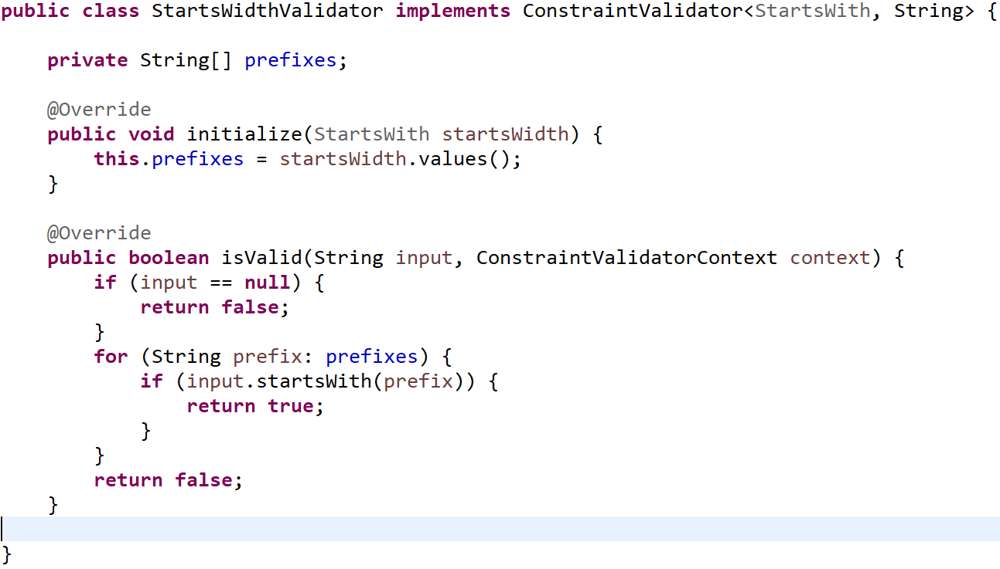 public class StartsWidthValidator implements ConstraintValidator<StartsWith, String> {
    private String[] prefixes;
    @Override
    public void initialize(StartsWith startsWidth) {
        this.prefixes = startsWidth.values();
    }
    @Override
    public boolean isValid(String input, ConstraintValidatorContext context) {
        if (input == null) {
            return false;
        }
        for (String prefix: prefixes) {
            if (input.startsWith(prefix)) {
                return true;
            }
        }
        return false;
    }
}